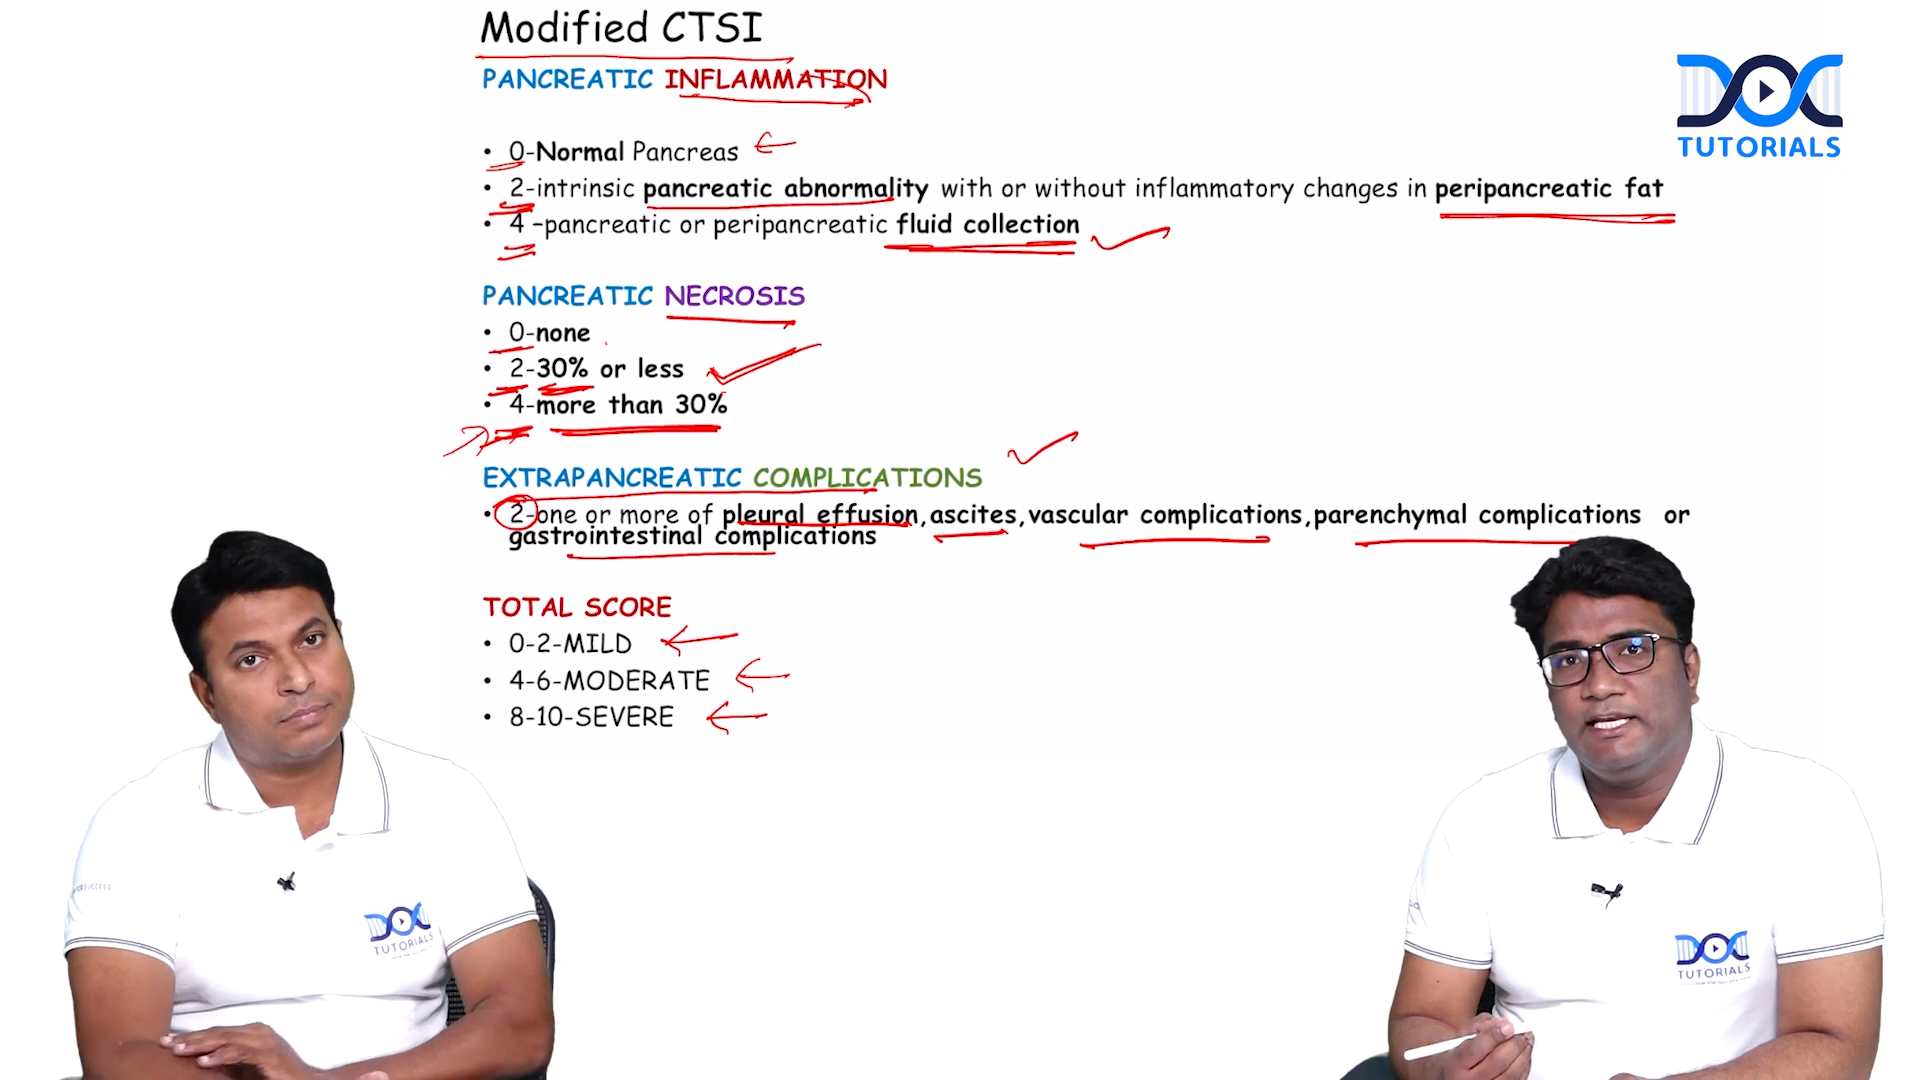 Modified CTSI
PANCREATIC INFLAMMATION
• 0-Normal Pancreas
• 2-intrinsic pancreatic abnormality with or without inflammatory changes in peripancreatic fat
• 4 -pancreatic or peripancreatic fluid collection
PANCREATIC NECROSIS
• 0-none
• 2-30% or less
• 4-more than 30%
EXTRAPANCREATIC COMPLICATIONS
• 2-one or more of pleural effusion,ascites,vascular complications,parenchymal complications or
gastrointestinal complications
TOTAL SCORE
• 0-2-MILD
• 4-6-MODERATE
• 8-10-SEVERE
DOC
TUTORIALS
DOC
TUTORIALS
DOC
TUTORIALS